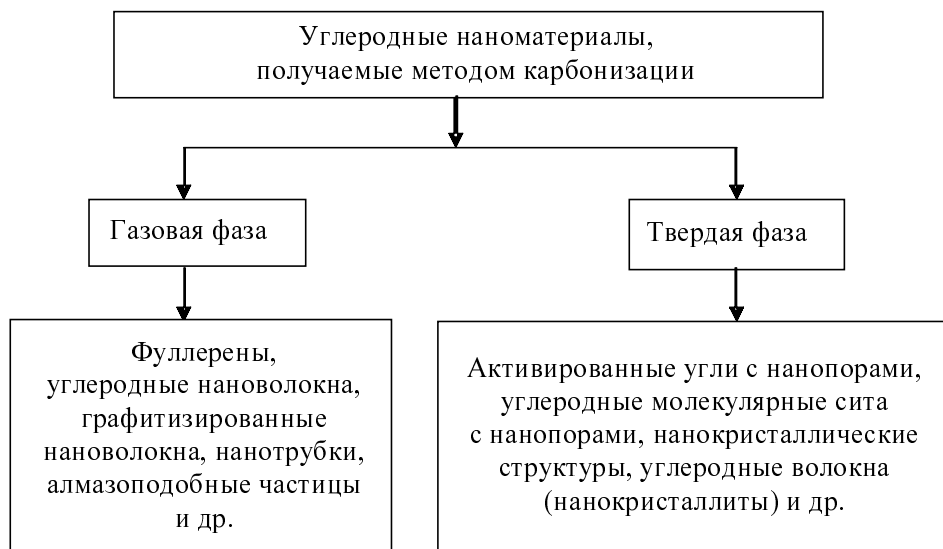 Углеродные наноматериалы,
получаемые методом карбонизации
Газовая фаза
Твердая фаза
Фуллерены,
углеродные нановолокна,
графитизированные
нановолокна, нанотрубки,
алмазоподобные частицы
и др.
Активированные угли с нанопорами,
углеродные молекулярные сита
с нанопорами, нанокристаллические
структуры, углеродные волокна
(нанокристаллиты) и др.